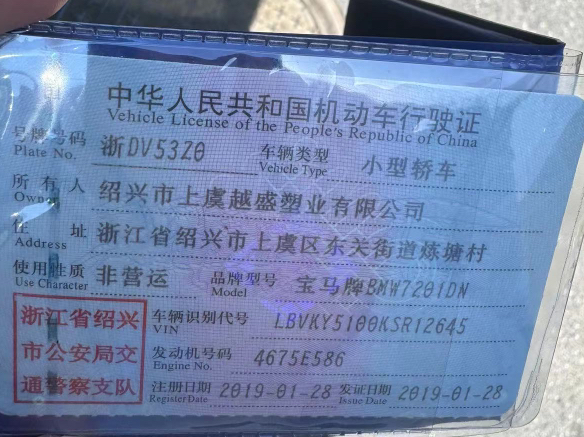 中华人民共和国机动车行驶证
Vehicle License of the People's Republic of China
号牌号码 浙DV53Z0 车辆类型 小型轿车
Plate No. Vehicle Type
所有人 绍兴市上虞越盛塑业有限公司
Owner
住址 浙江省绍兴市上虞区东关街道炼塘村
Address
使用性质 非营运 品牌型号 宝马牌BMW7201DN
Use Character Model
浙江省绍兴
市公安局交
通警察支队
车辆识别代号 LBVKY5100KSR12645
VIN
发动机号码 4675E586
Engine No.
注册日期 2019-01-28 发证日期 2019-01-28
Register Date Issue Date